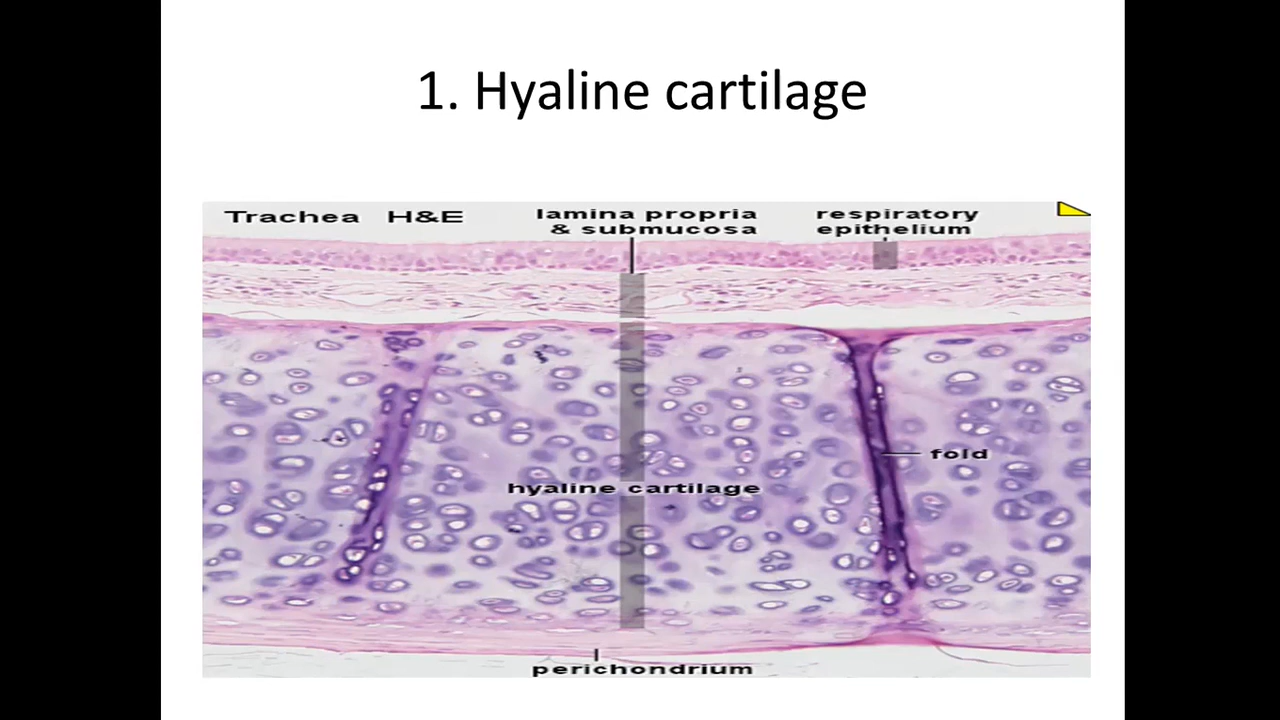 1. Hyaline cartilage
Trachea H&E
lamina propria
& submucosa
respiratory
epithelium
fold
hyaline cartilage
perichondrium